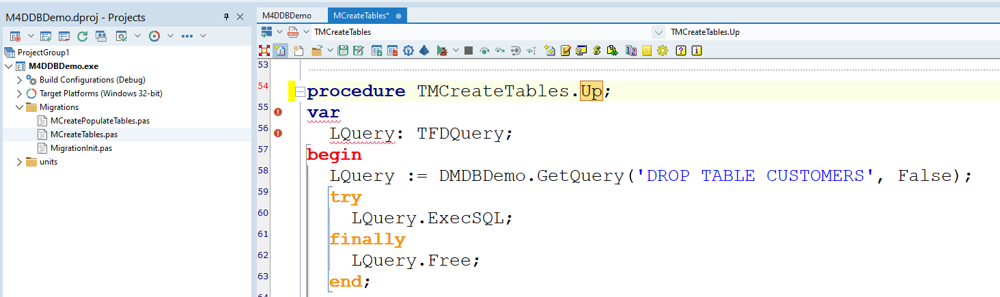 M4DDBDemo.dproj - Projects
ProjectGroup1
M4DDBDemo.exe
Build Configurations (Debug)
Target Platforms (Windows 32-bit)
Migrations
MCreatePopulateTables.pas
MCreateTables.pas
MigrationInit.pas
units
M4DDBDemo
MCreateTables*
TMCreateTables
TMCreateTables.Up
53
54 procedure TMCreateTables.Up;
55 var
56 LQuery: TFDQuery;
57 begin
58 LQuery := DMDBDemo.GetQuery('DROP TABLE CUSTOMERS', False);
59 try
60 LQuery.ExecSQL;
61 finally
62 LQuery.Free;
63 end;
64